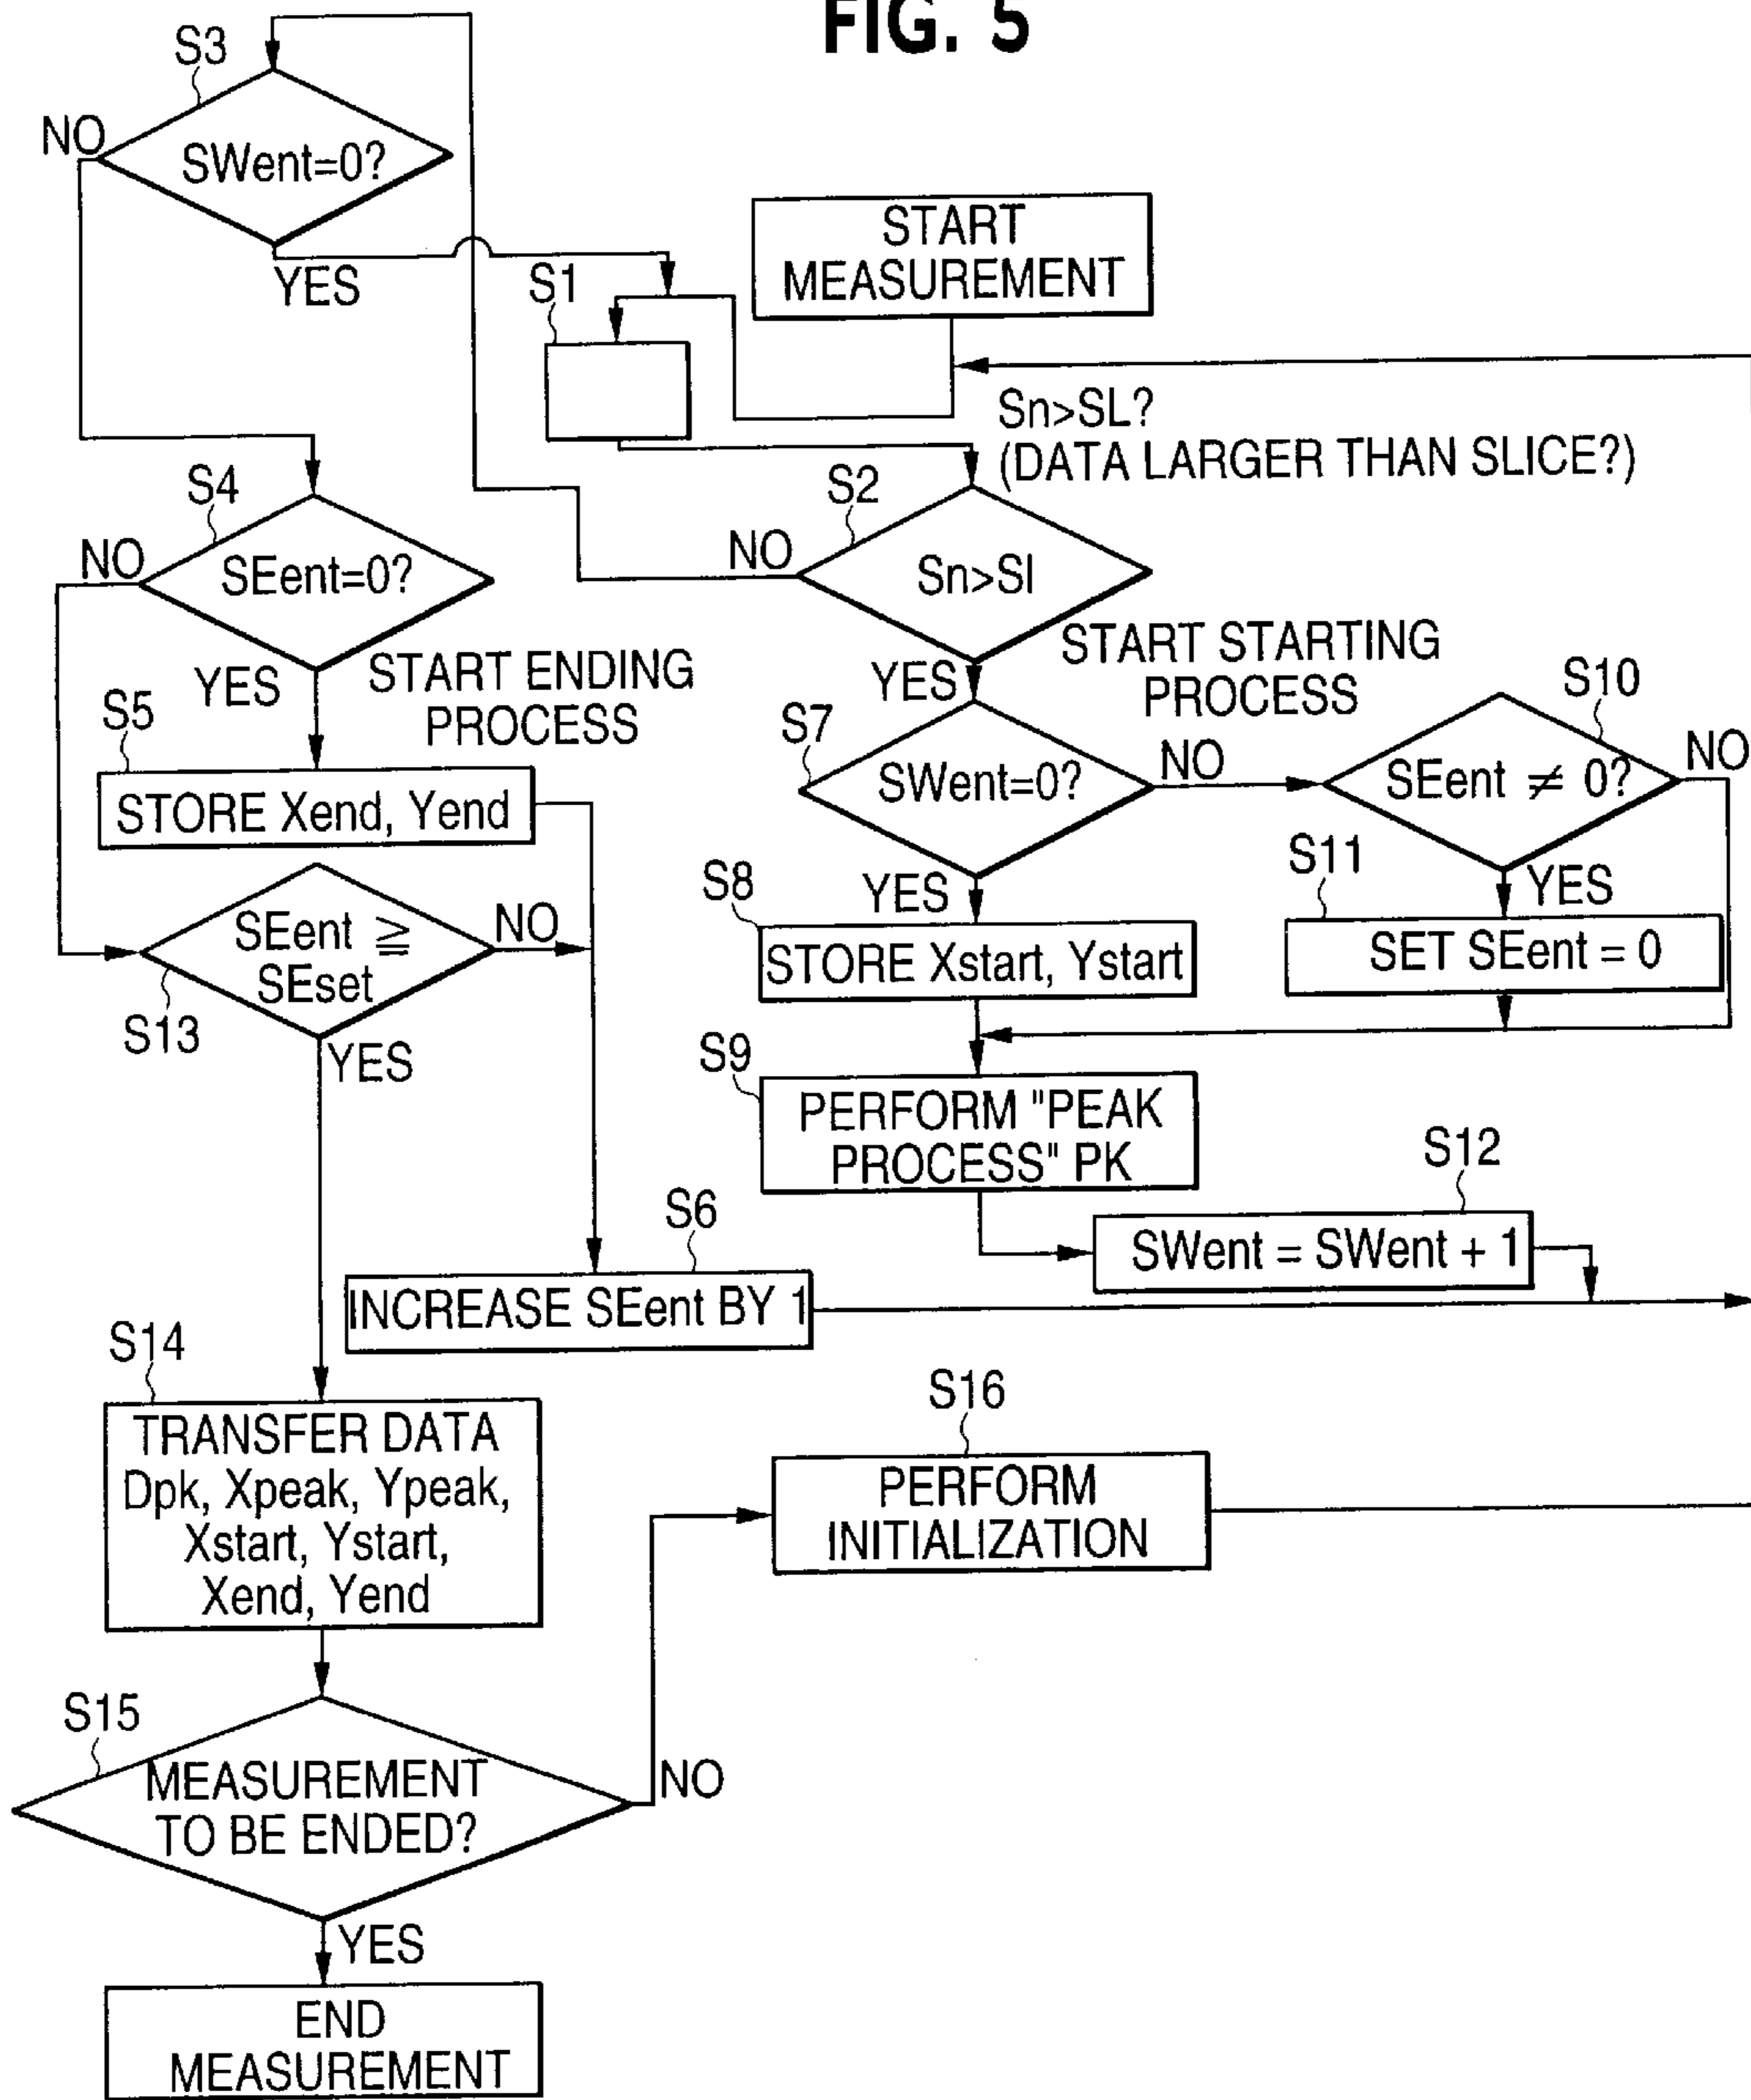 FIG. 5
S3
NO
SWent=0?
YES
START
MEASUREMENT
S1
Sn>SL?
(DATA LARGER THAN SLICE?)
S4
NO
SEent=0?
YES
START ENDING
PROCESS
S2
NO
Sn>Sl
YES
START STARTING
PROCESS
S5
STORE Xend, Yend
S7
SWent=0?
NO
YES
S10
SEent ≠ 0?
NO
YES
S11
SET SEent = 0
S8
STORE Xstart, Ystart
S13
SEent ≧
SEset
NO
YES
S9
PERFORM "PEAK
PROCESS" PK
S12
SWent = SWent + 1
S6
INCREASE SEent BY 1
S14
TRANSFER DATA
Dpk, Xpeak, Ypeak,
Xstart, Ystart,
Xend, Yend
S16
PERFORM
INITIALIZATION
S15
MEASUREMENT
TO BE ENDED?
NO
YES
END
MEASUREMENT